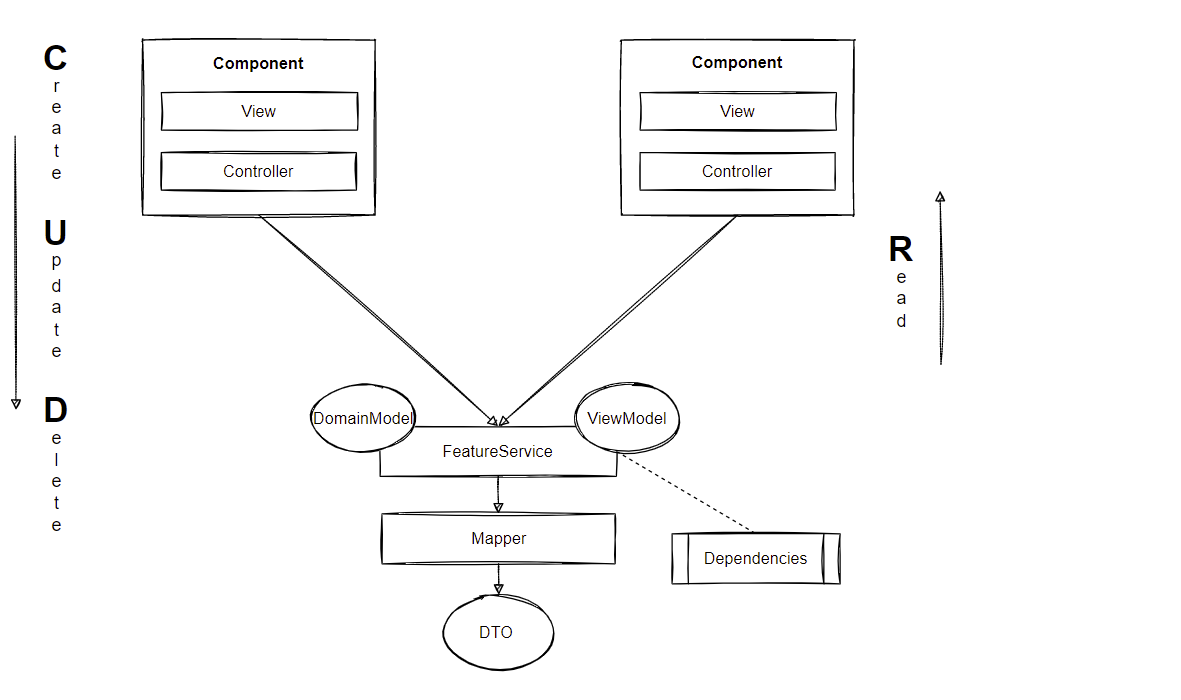 Create
Update
Delete
Component
View
Controller
Component
View
Controller
Read
DomainModel
ViewModel
FeatureService
Mapper
Dependencies
DTO